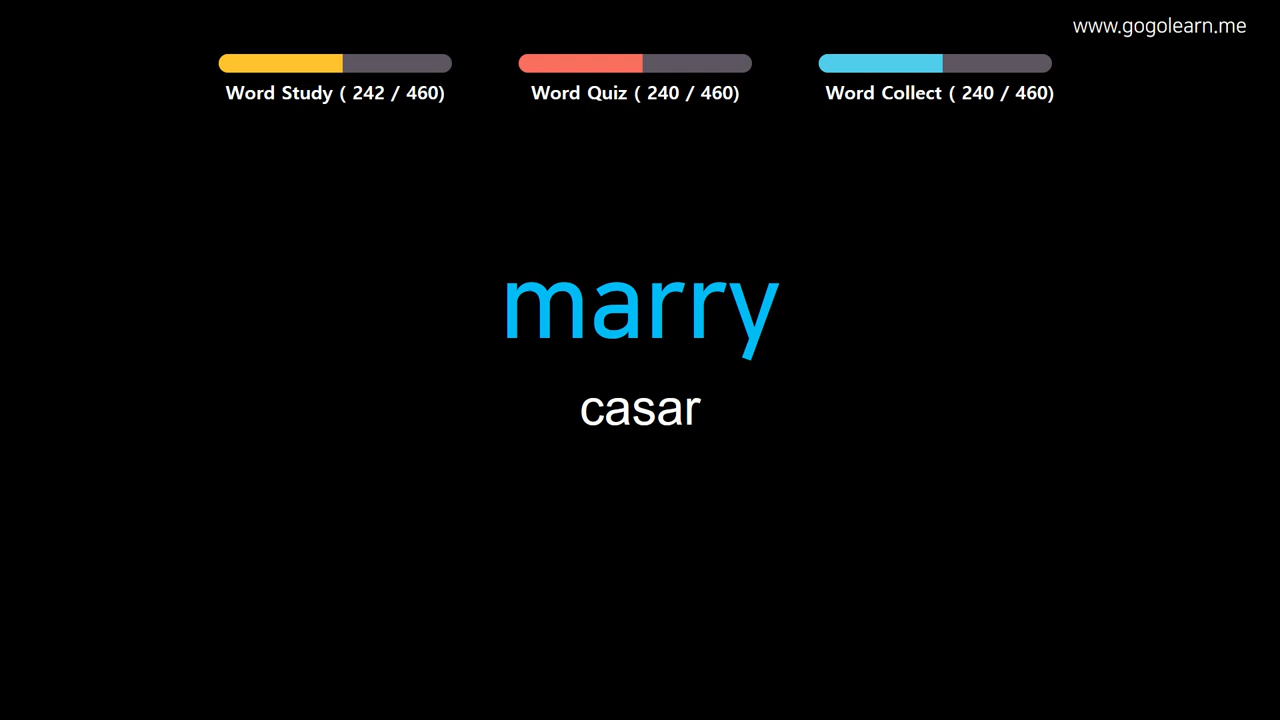 www.gogolearn.me
Word Study ( 242 / 460)
Word Quiz ( 240 / 460)
Word Collect ( 240 / 460)
marry
casar